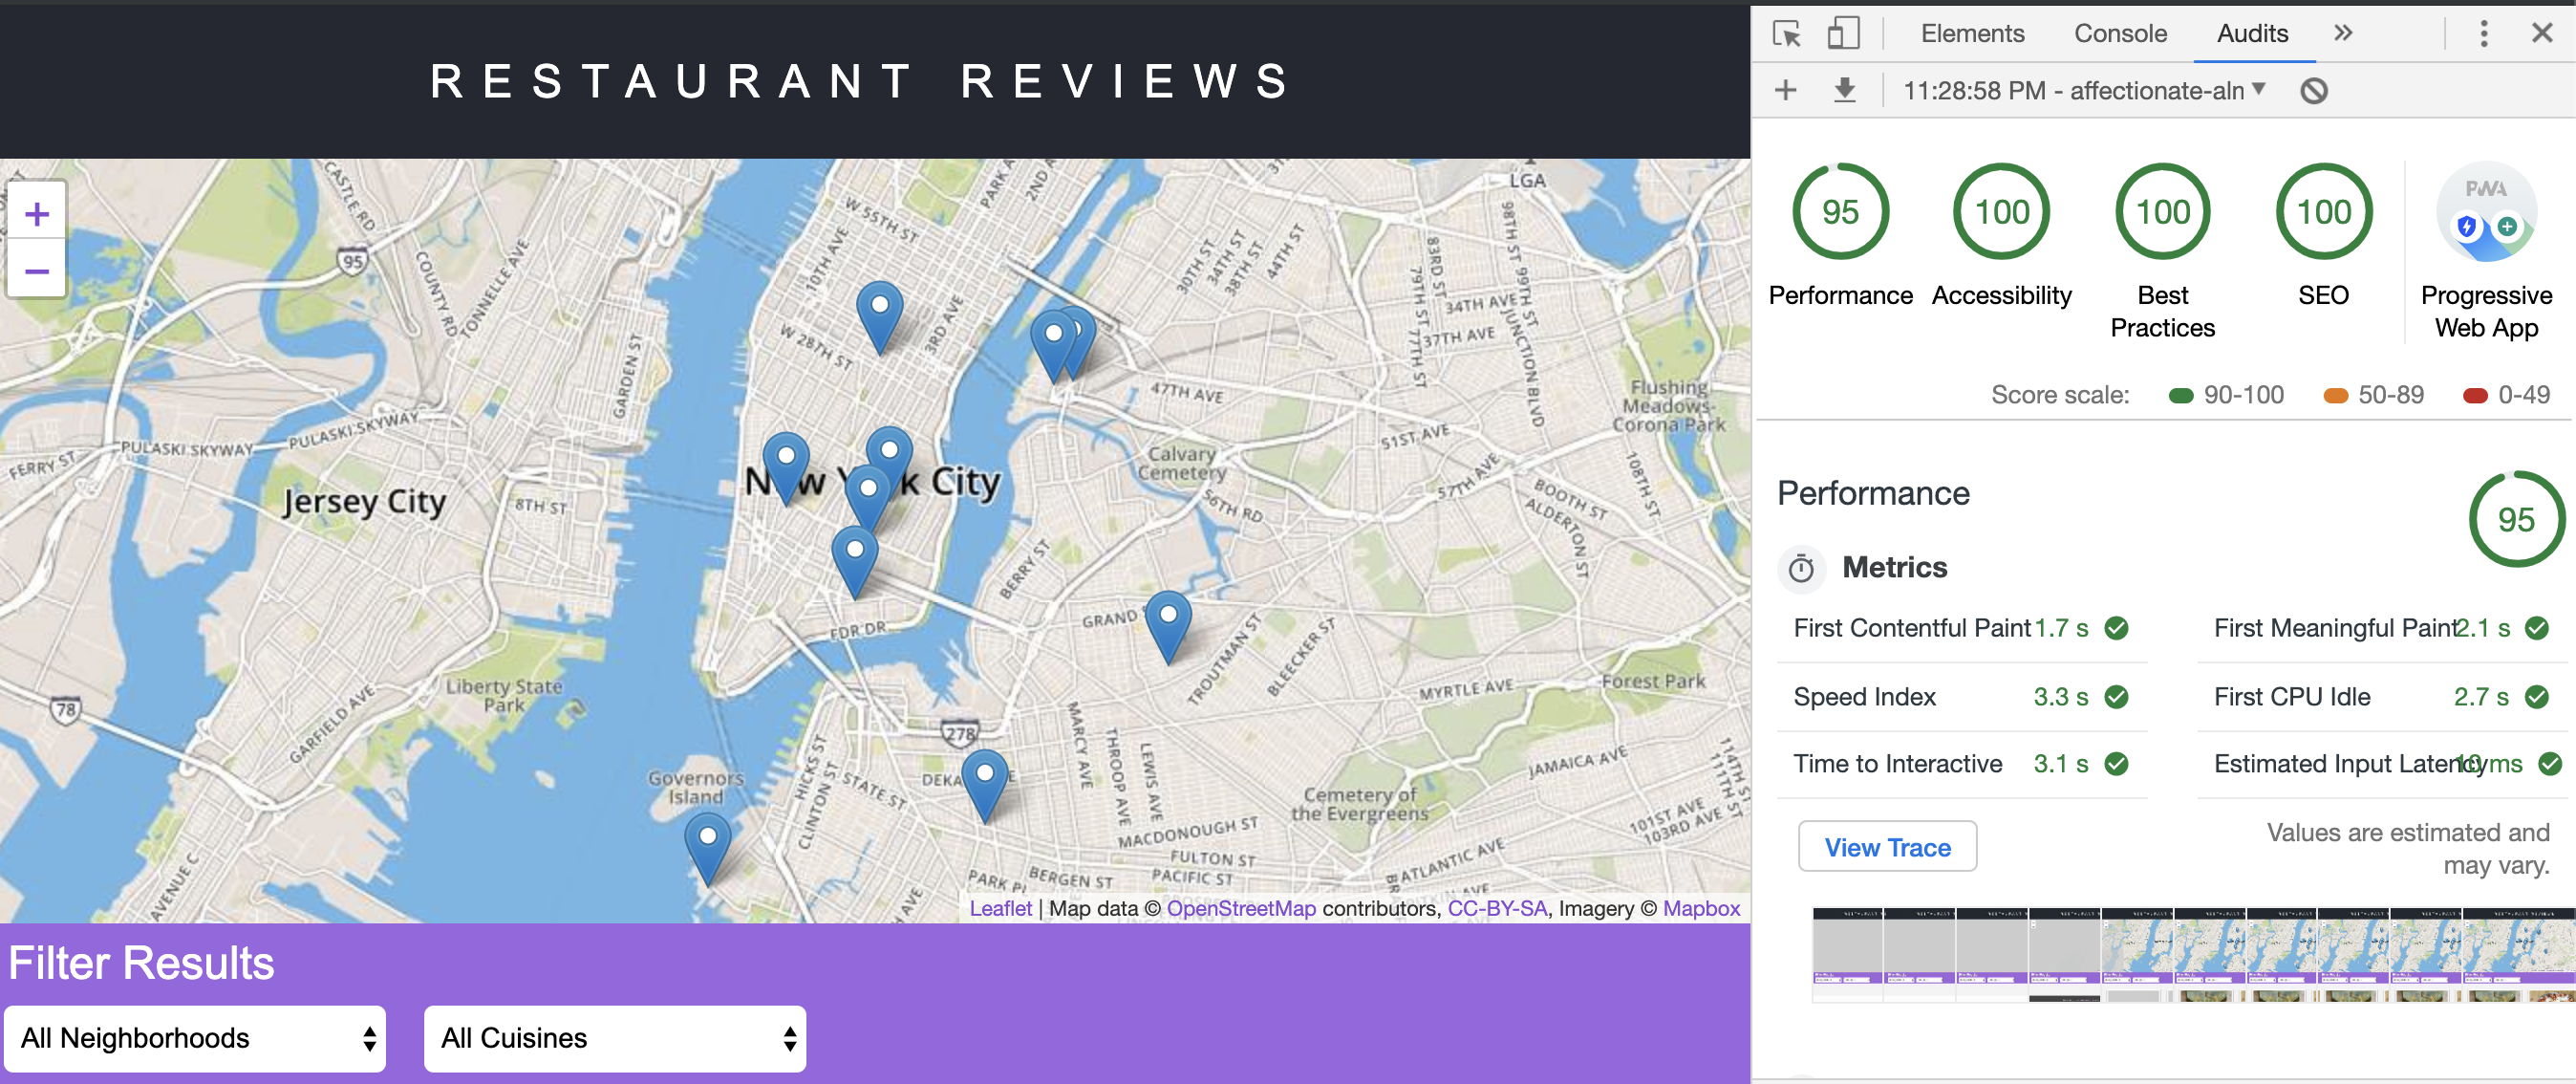 RESTAURANT REVIEWS
+
−
CASTLE RD
95
COUNTY RD
TONNELLE AVE
GARDEN ST
PULASKI SKYWAY
PULASKI SKYWAY
FERRY ST
Jersey City
8TH ST
W 55TH ST
10TH AVE
PARK A
2ND A
W 28TH ST
3RD AVE
LGA
30TH ST
34TH ST
38TH ST
44TH ST
83RD ST
79TH ST
77TH ST
98TH ST
99TH ST
34TH AVE
37TH AVE
JUNCTION BLVD
47TH AVE
Flushing
Meadows-
Corona Park
51ST AVE
Calvary
Cemetery
57TH AVE
56TH RD
BOOTH ST
ALDERTON ST
108TH ST
N w Y k City
BERRY ST
GRAND
FDR DR
TROUTMAN ST
BLEECKER ST
MYRTLE AVE
Forest Park
Liberty State
Park
78
GARFIELD AVE
278
MARCY AVE
THROOP AVE
LEWIS AVE
HICKS ST
CLINTON ST
STATE ST
DEKA E
JAMAICA AVE
Governors
Island
Cemetery of
the Evergreens
114TH ST
111TH ST
101ST AVE
103RD AVE
MACDONOUGH ST
FULTON ST
ATLANTIC AVE
PACIFIC ST
BERGEN ST
PARK PL
AVENUE C
Leaflet | Map data © OpenStreetMap contributors, CC-BY-SA, Imagery © Mapbox
Filter Results
All Neighborhoods
All Cuisines
Elements Console Audits »
11:28:58 PM - affectionate-aln
95 100 100 100 PWA
Performance Accessibility Best Practices SEO Progressive Web App
Score scale: 90-100 50-89 0-49
Performance
95
Metrics
First Contentful Paint 1.7 s
First Meaningful Paint 2.1 s
Speed Index 3.3 s
First CPU Idle 2.7 s
Time to Interactive 3.1 s
Estimated Input Latency ms
View Trace
Values are estimated and
may vary.